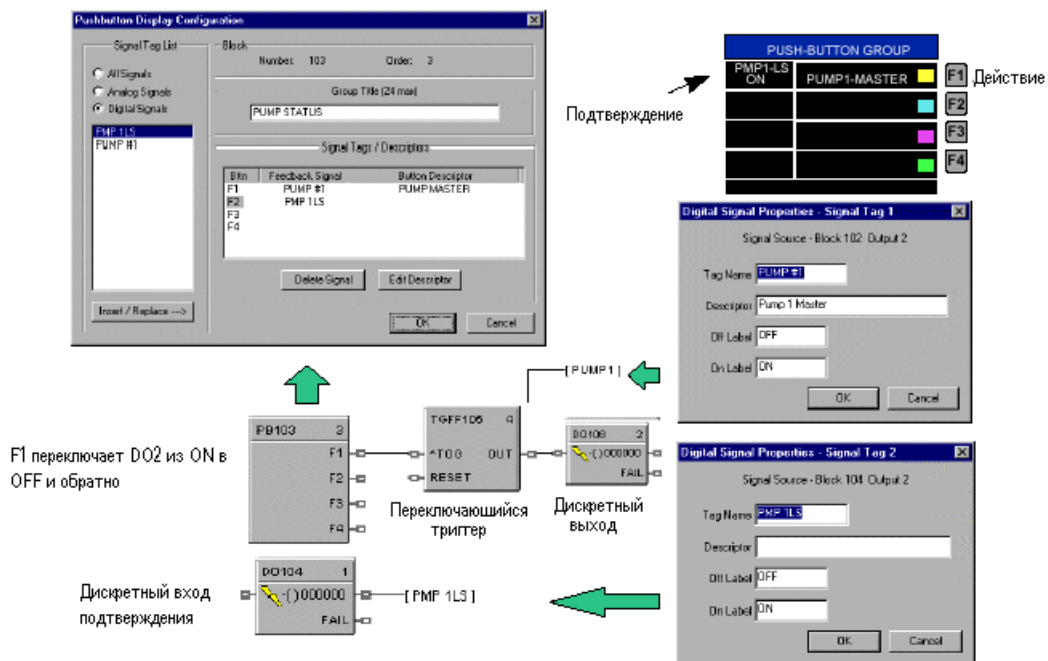 Pushbutton Display Configuration
Signal Tag List
All Signals
Analog Signals
Digital Signals
PMP 1LS
PUMP #1
Insert / Replace --->
Block
Number: 103 Order: 3
Group Title (24 max)
PUMP STATUS
Signal Tags / Descriptors
Bttn Feedback Signal Button Descriptor
F1 PUMP #1 PUMPMASTER
F2 PMP 1LS
F3
F4
Delete Signal Edit Descriptor
OK Cancel
PUSH-BUTTON GROUP
PMP1-LS
ON
PUMP1-MASTER
F1 Действие
F2
F3
F4
Подтверждение
Digital Signal Properties - Signal Tag 1
Signal Source - Block 102 Output 2
Tag Name PUMP #1
Descriptor Pump 1 Master
Off Label OFF
On Label ON
OK Cancel
[ PUMP1 ]
F1 переключает DO2 из ON в
OFF и обратно
PB103 3
F1
F2
F3
F4
TGFF105 4
^TOG OUT
RESET
Переключающийся
триггер
DO106 2
-( )000000
FAIL
Дискретный
выход
Digital Signal Properties - Signal Tag 2
Signal Source - Block 104 Output 2
Tag Name PMP 1LS
Descriptor
Off Label OFF
On Label ON
OK Cancel
Дискретный вход
подтверждения
DO104 1
-( )000000
FAIL
[ PMP 1LS ]